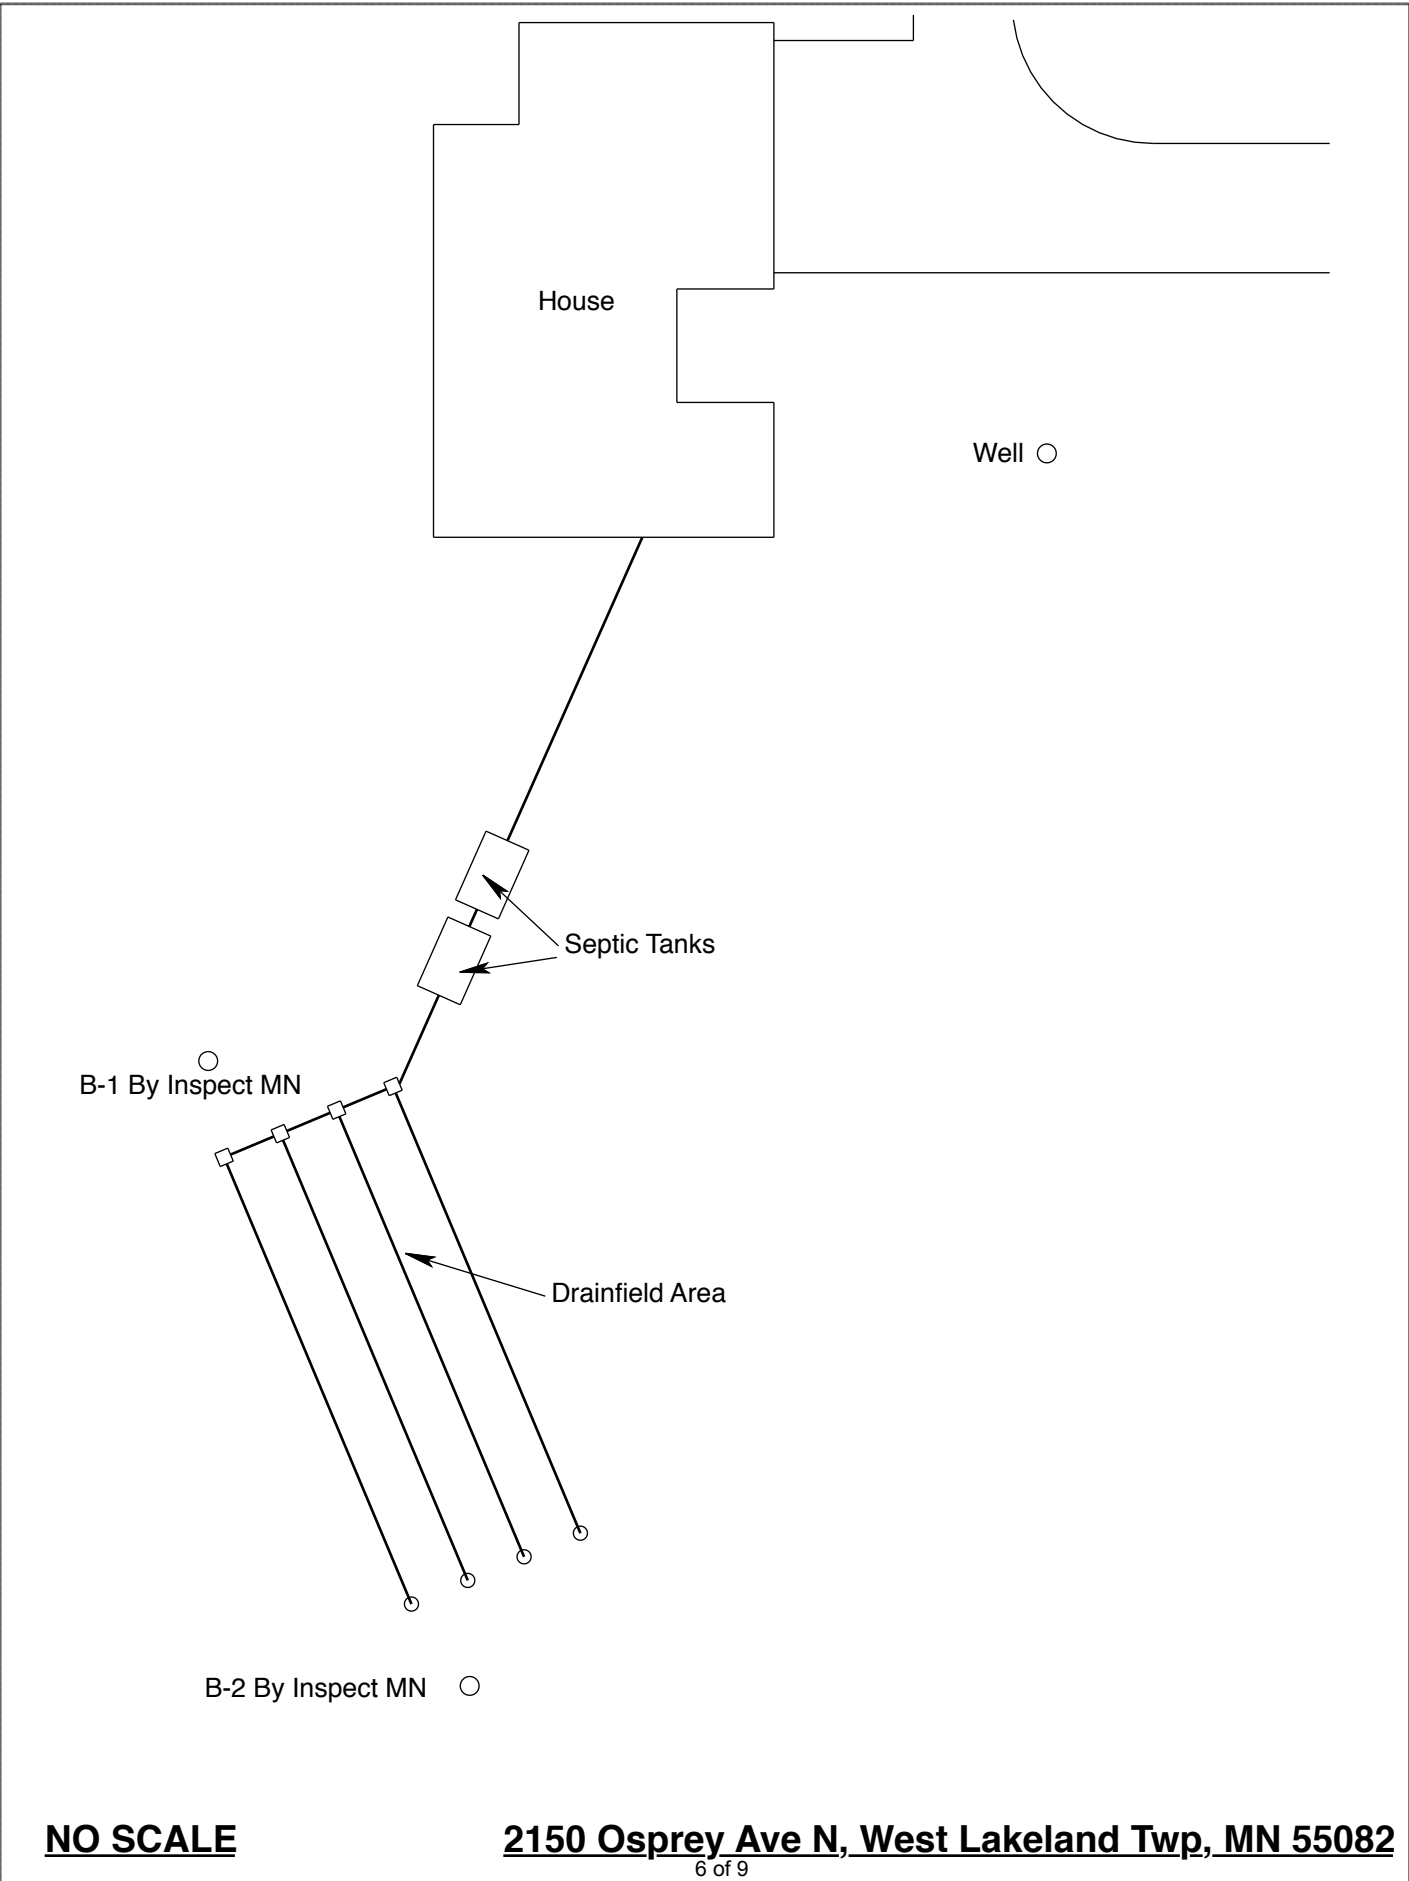 House
Well
Septic Tanks
B-1 By Inspect MN
Drainfield Area
B-2 By Inspect MN
NO SCALE
2150 Osprey Ave N, West Lakeland Twp, MN 55082
6 of 9